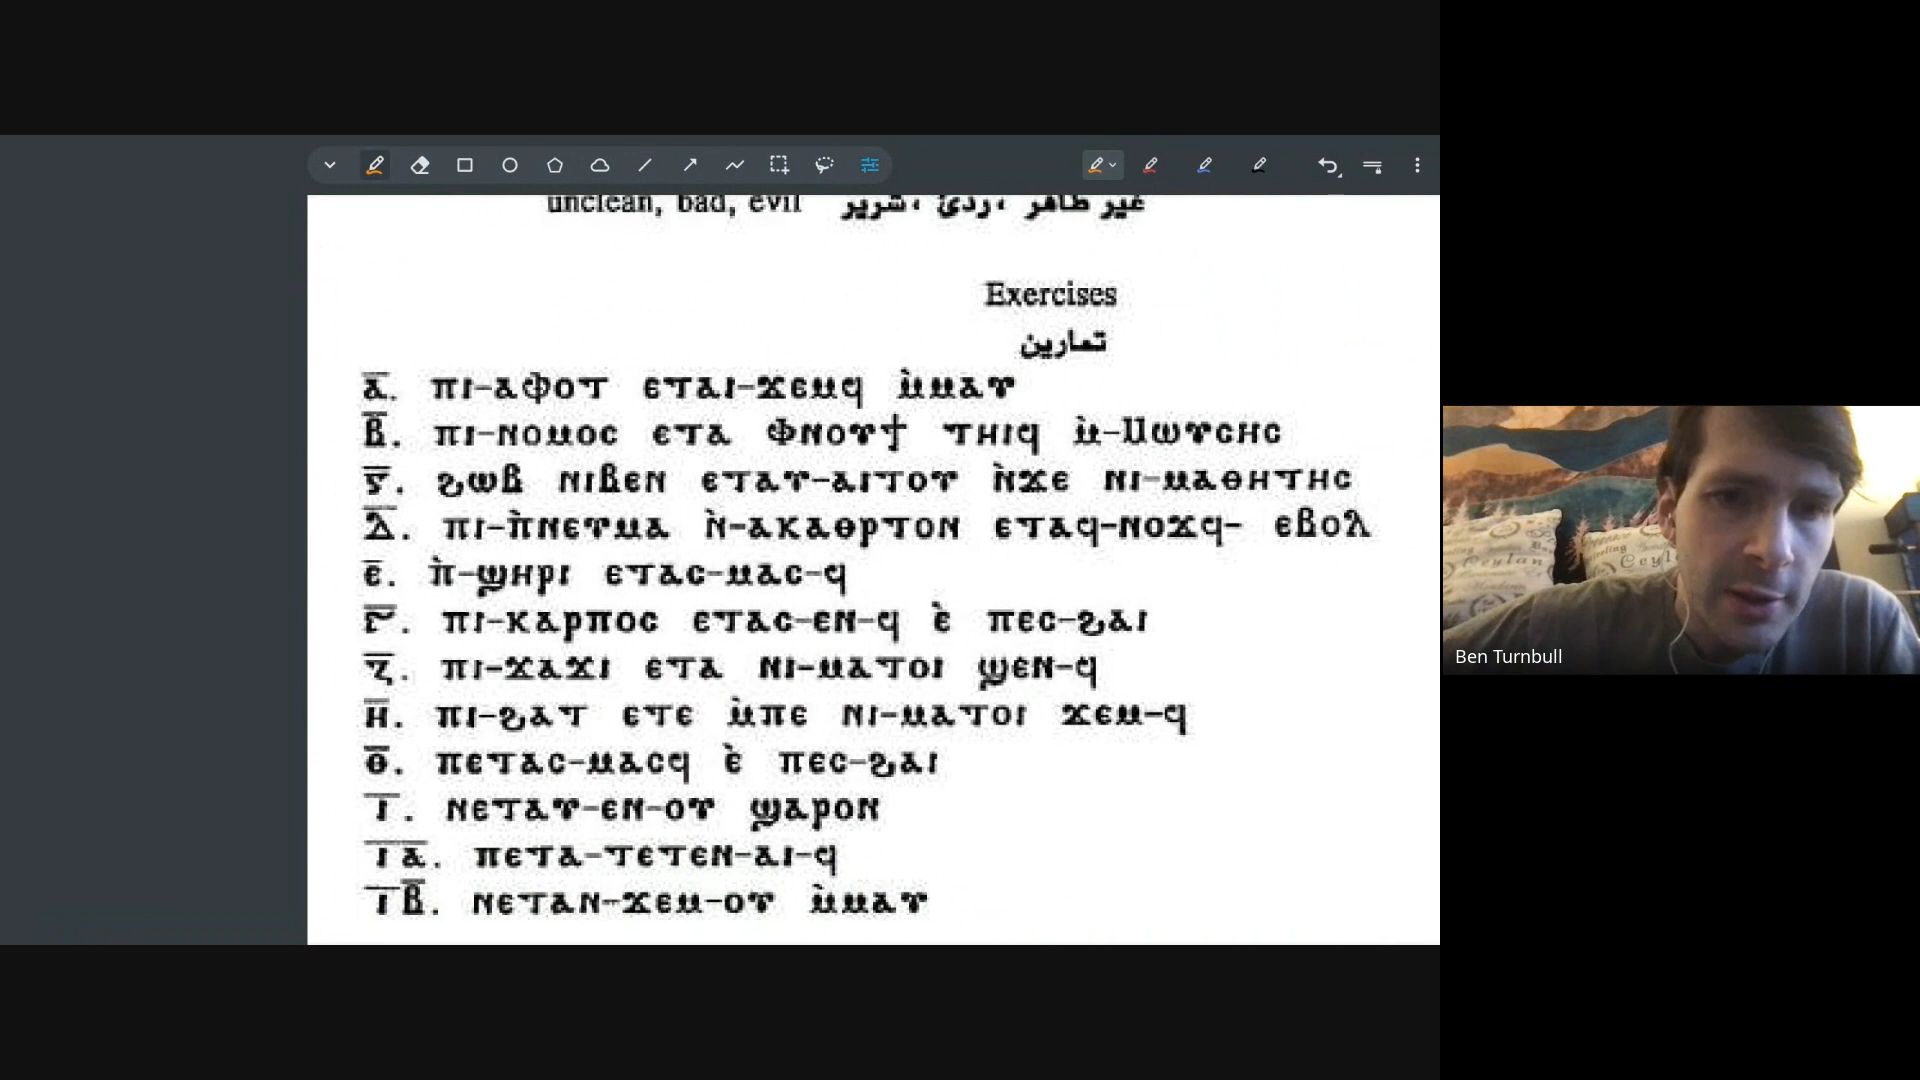 unclean, bad, evil غير طاهر ،ردئ ،شرير
Exercises
تمارين
ⲁ̅. ⲡⲓ-ⲁⲫⲟⲧ ⲉⲧⲁⲓ-ϫⲉⲙϥ ⲙ̀ⲙⲁⲩ
ⲃ̅. ⲡⲓ-ⲛⲟⲙⲟⲥ ⲉⲧⲁ ⲫⲛⲟⲩϯ ⲧⲏⲓϥ ⲙ̀-Ⲙⲱⲩⲥⲏⲥ
ⲅ̅. ϩⲱⲃ ⲛⲓⲃⲉⲛ ⲉⲧⲁⲩ-ⲁⲓⲧⲟⲩ ⲛ̀ϫⲉ ⲛⲓ-ⲙⲁⲑⲏⲧⲏⲥ
ⲇ̅. ⲡⲓ-ⲡ̀ⲛⲉⲩⲙⲁ ⲛ̀-ⲁⲕⲁⲑⲣⲧⲟⲛ ⲉⲧⲁϥ-ⲛⲟϫϥ- ⲉⲃⲟⲗ
ⲉ̅. ⲡ̀-ϣⲏⲣⲓ ⲉⲧⲁⲥ-ⲙⲁⲥ-ϥ
ⲋ̅. ⲡⲓ-ⲕⲁⲣⲡⲟⲥ ⲉⲧⲁⲥ-ⲉⲛ-ϥ ⲉ̀ ⲡⲉⲥ-ϩⲁⲓ
ⲍ̅. ⲡⲓ-ϫⲁϫⲓ ⲉⲧⲁ ⲛⲓ-ⲙⲁⲧⲟⲓ ϣⲉⲛ-ϥ
ⲏ̅. ⲡⲓ-ϩⲁⲧ ⲉⲧⲉ ⲙ̀ⲡⲉ ⲛⲓ-ⲙⲁⲧⲟⲓ ϫⲉⲙ-ϥ
ⲑ̅. ⲡⲉⲧⲁⲥ-ⲙⲁⲥϥ ⲉ̀ ⲡⲉⲥ-ϩⲁⲓ
ⲓ̅. ⲛⲉⲧⲁⲩ-ⲉⲛ-ⲟⲩ ϣⲁⲣⲟⲛ
ⲓ̅ⲁ̅. ⲡⲉⲧⲁ-ⲧⲉⲧⲉⲛ-ⲁⲓ-ϥ
ⲓ̅ⲃ̅. ⲛⲉⲧⲁⲛ-ϫⲉⲙ-ⲟⲩ ⲙ̀ⲙⲁⲩ
Ben Turnbull